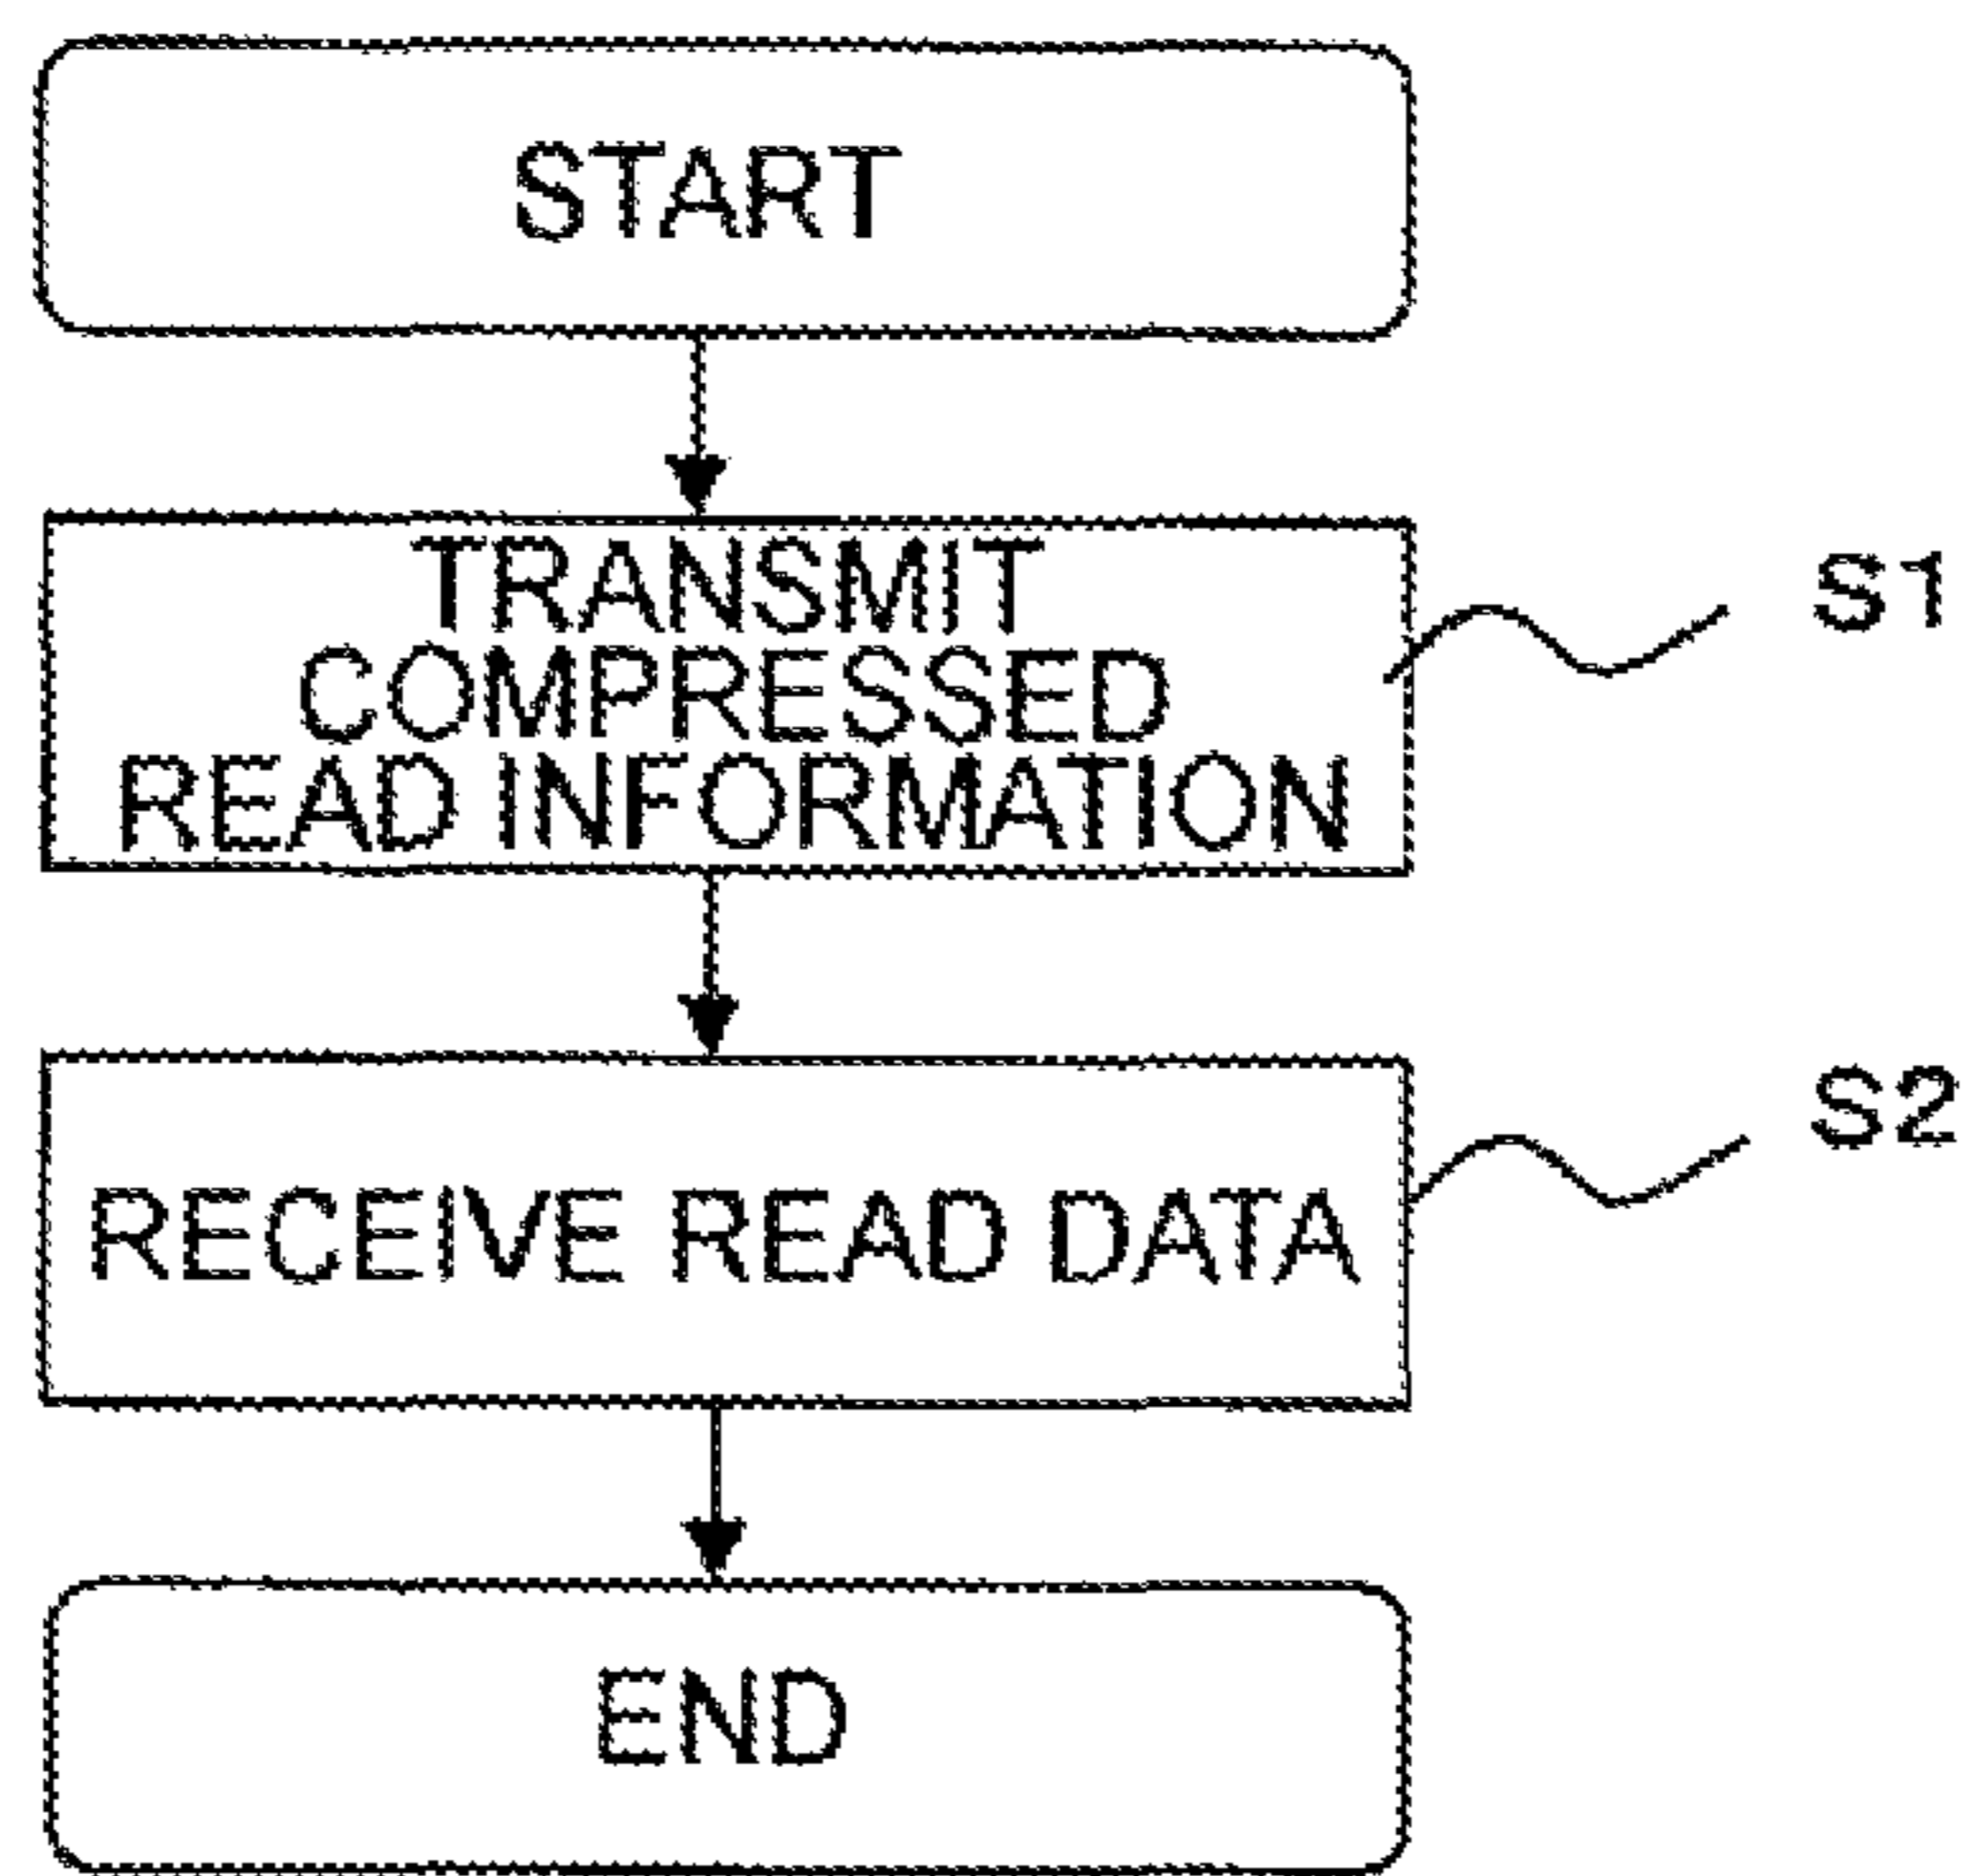 START
TRANSMIT
COMPRESSED
READ INFORMATION
S1
RECEIVE READ DATA
S2
END